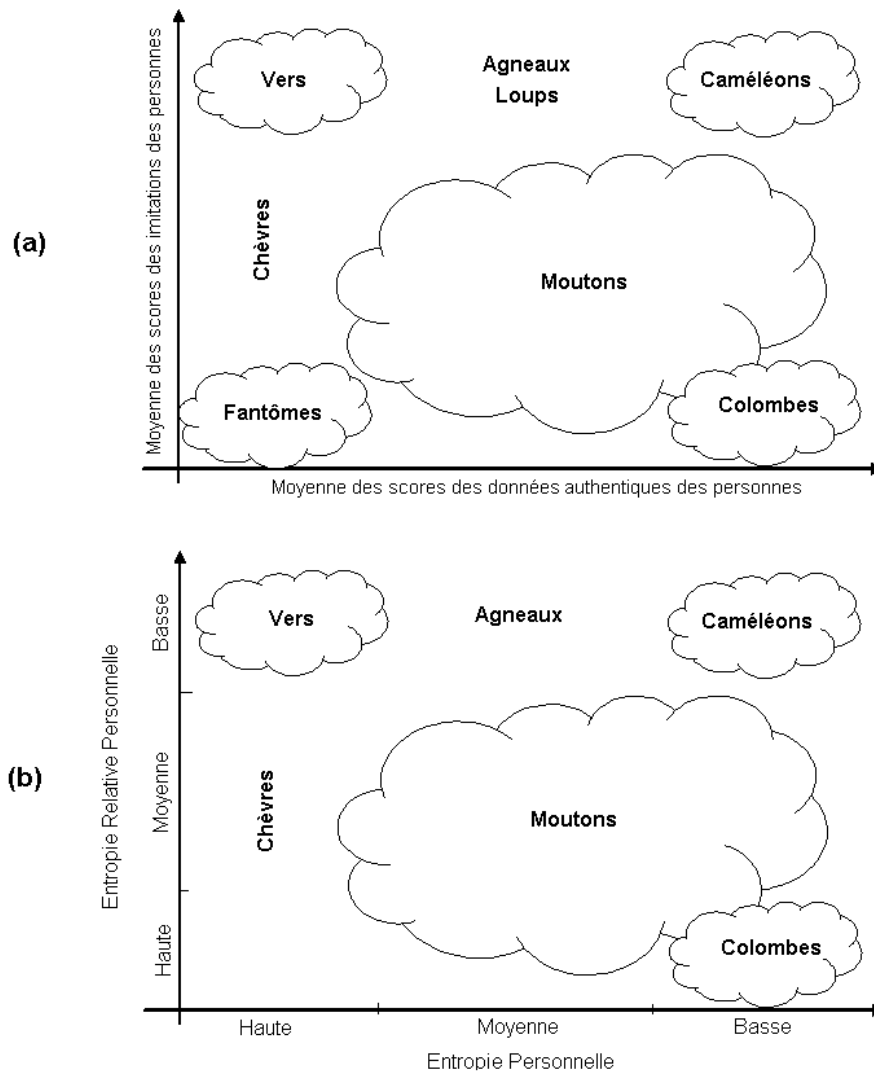 (a)
Moyenne des scores des imitations des personnes
Vers
Agneaux
Loups
Caméléons
Chèvres
Moutons
Fantômes
Colombes
Moyenne des scores des données authentiques des personnes
(b)
Entropie Relative Personnelle
Basse
Moyenne
Haute
Vers
Agneaux
Caméléons
Chèvres
Moutons
Colombes
Haute
Moyenne
Basse
Entropie Personnelle